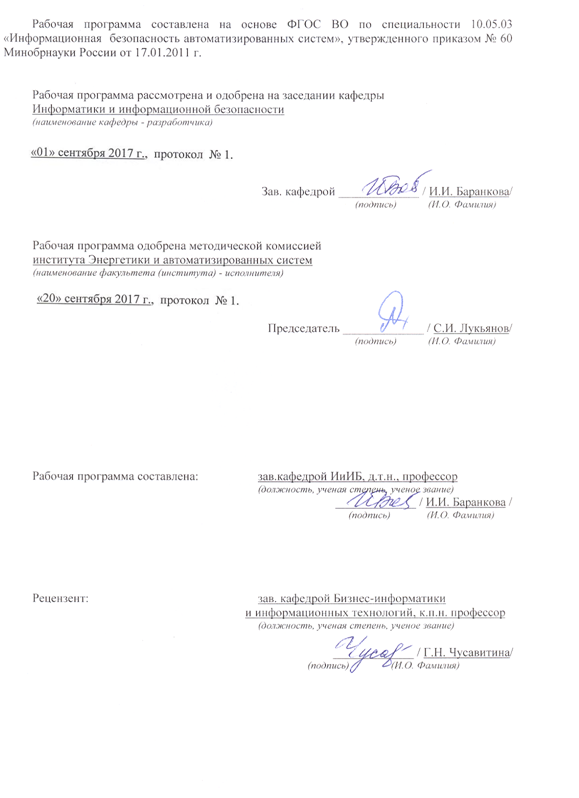 Рабочая программа составлена на основе ФГОС ВО по специальности 10.05.03
«Информационная безопасность автоматизированных систем», утвержденного приказом № 60
Минобрнауки России от 17.01.2011 г.
Рабочая программа рассмотрена и одобрена на заседании кафедры
Информатики и информационной безопасности
(наименование кафедры - разработчика)
«01» сентября 2017 г., протокол № 1.
Зав. кафедрой / И.И. Баранкова/
(подпись) (И.О. Фамилия)
Рабочая программа одобрена методической комиссией
института Энергетики и автоматизированных систем
(наименование факультета (института) - исполнителя)
«20» сентября 2017 г., протокол № 1.
Председатель / С.И. Лукьянов/
(подпись) (И.О. Фамилия)
Рабочая программа составлена: зав.кафедрой ИиИБ, д.т.н., профессор
(должность, ученая степень, ученое звание)
/ И.И. Баранкова /
(подпись) (И.О. Фамилия)
Рецензент: зав. кафедрой Бизнес-информатики
и информационных технологий, к.п.н. профессор
(должность, ученая степень, ученое звание)
/ Г.Н. Чусавитина/
(подпись) (И.О. Фамилия)